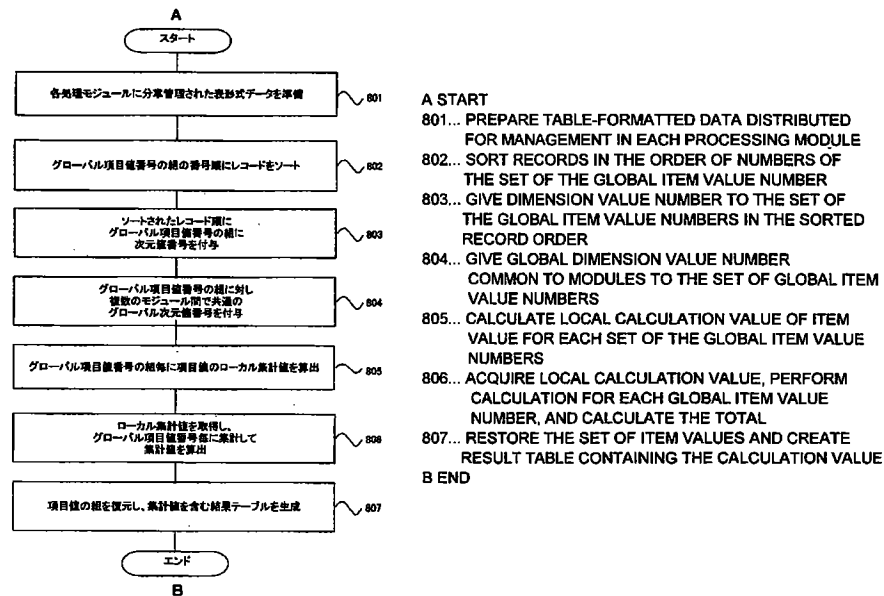 A
スタート
各処理モジュールに分掌管理された表形式データを準備
801
グローバル項目値番号の組の番号順にレコードをソート
802
ソートされたレコード順に
グローバル項目値番号の組に
次元値番号を付与
803
グローバル項目値番号の組に対し
複数のモジュール間で共通の
グローバル次元値番号を付与
804
グローバル項目値番号の組毎に項目値のローカル集計値を算出
805
ローカル集計値を取得し、
グローバル項目値番号毎に集計して
集計値を算出
806
項目値の組を復元し、集計値を含む結果テーブルを生成
807
エンド
B
A START
801... PREPARE TABLE-FORMATTED DATA DISTRIBUTED
FOR MANAGEMENT IN EACH PROCESSING MODULE
802... SORT RECORDS IN THE ORDER OF NUMBERS OF
THE SET OF THE GLOBAL ITEM VALUE NUMBER
803... GIVE DIMENSION VALUE NUMBER TO THE SET OF
THE GLOBAL ITEM VALUE NUMBERS IN THE SORTED
RECORD ORDER
804... GIVE GLOBAL DIMENSION VALUE NUMBER
COMMON TO MODULES TO THE SET OF GLOBAL ITEM
VALUE NUMBERS
805... CALCULATE LOCAL CALCULATION VALUE OF ITEM
VALUE FOR EACH SET OF THE GLOBAL ITEM VALUE
NUMBERS
806... ACQUIRE LOCAL CALCULATION VALUE, PERFORM
CALCULATION FOR EACH GLOBAL ITEM VALUE
NUMBER, AND CALCULATE THE TOTAL
807... RESTORE THE SET OF ITEM VALUES AND CREATE
RESULT TABLE CONTAINING THE CALCULATION VALUE
B END